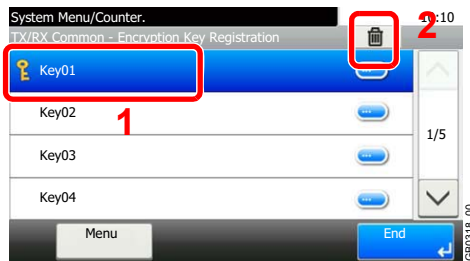 System Menu/Counter.
10:10
2
TX/RX Common - Encryption Key Registration
Key01
1
Key02
1/5
Key03
Key04
Menu
End
GB0318_00